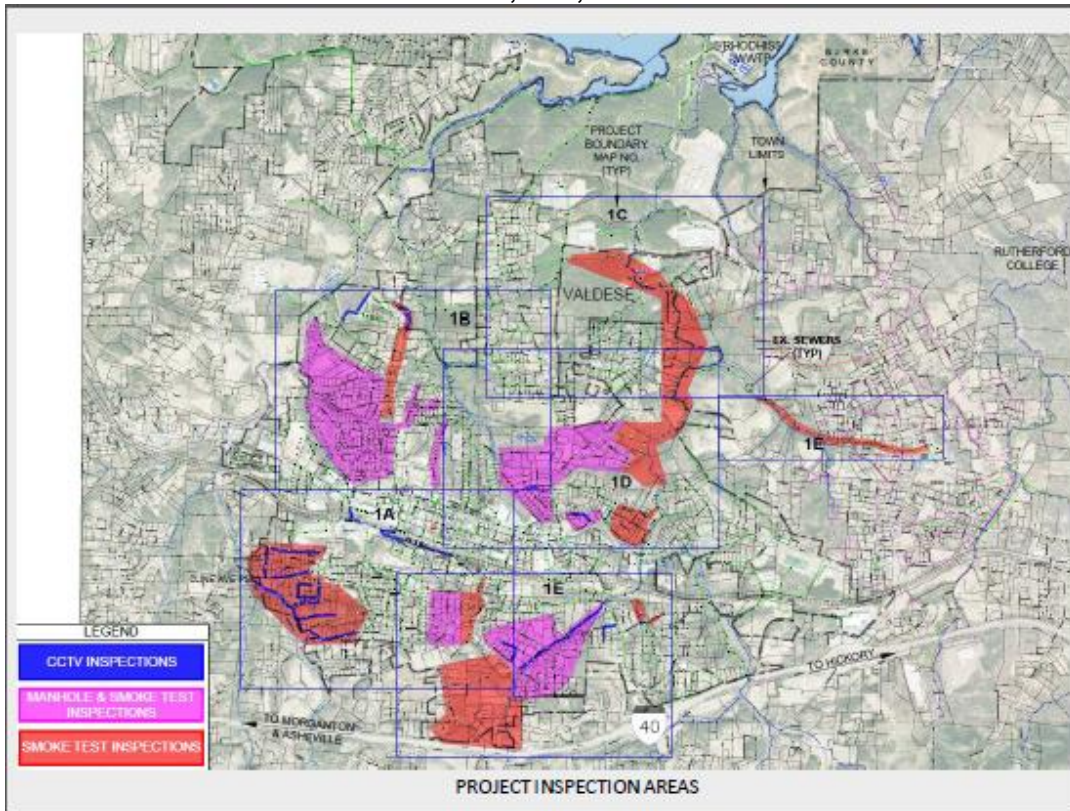 RHODHISS
WWTP
BURKE
COUNTY
PROJECT
BOUNDARY
MAP NO.
(TYP)
TOWN
LIMITS
1C
RUTHERFORD
COLLEGE
VALDESE
1B
EX. SEWERS
(TYP)
1E
1D
1A
1E
LEGEND
CCTV INSPECTIONS
MANHOLE & SMOKE TEST
INSPECTIONS
SMOKE TEST INSPECTIONS
TO HICKORY
TO MORGANTON
& ASHEVILLE
40
PROJECT INSPECTION AREAS